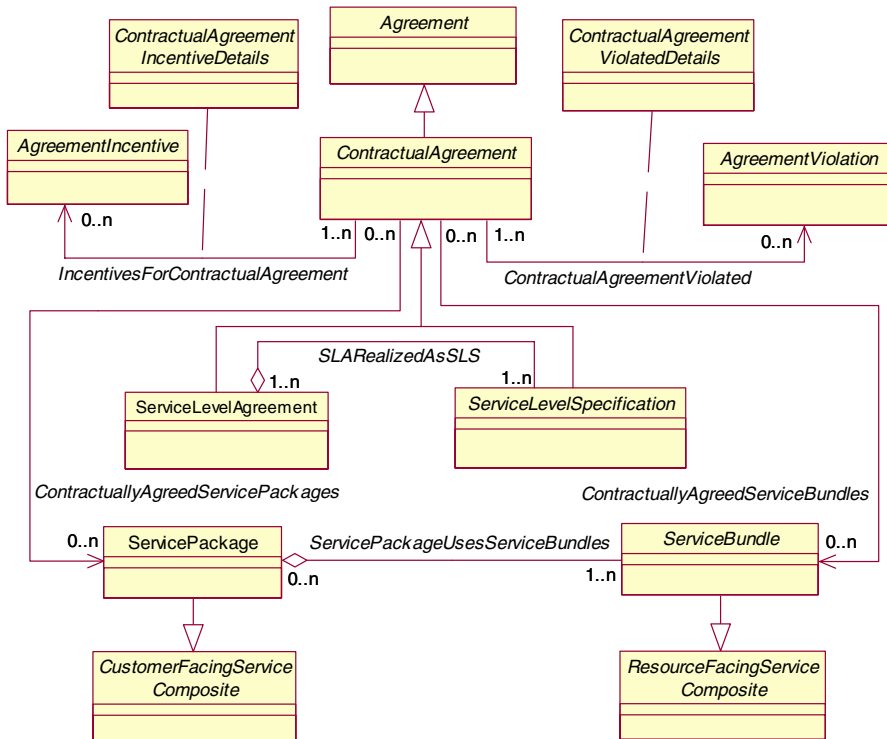 Agreement
ContractualAgreement
IncentiveDetails
ContractualAgreement
ViolatedDetails
AgreementIncentive
ContractualAgreement
AgreementViolation
0..n
1..n
0..n
0..n
1..n
0..n
IncentivesForContractualAgreement
ContractualAgreementViolated
SLARealizedAsSLS
1..n
1..n
ServiceLevelAgreement
ServiceLevelSpecification
ContractuallyAgreedServicePackages
ContractuallyAgreedServiceBundles
0..n
ServicePackage
ServicePackageUsesServiceBundles
ServiceBundle
0..n
0..n
1..n
CustomerFacingService
Composite
ResourceFacingService
Composite